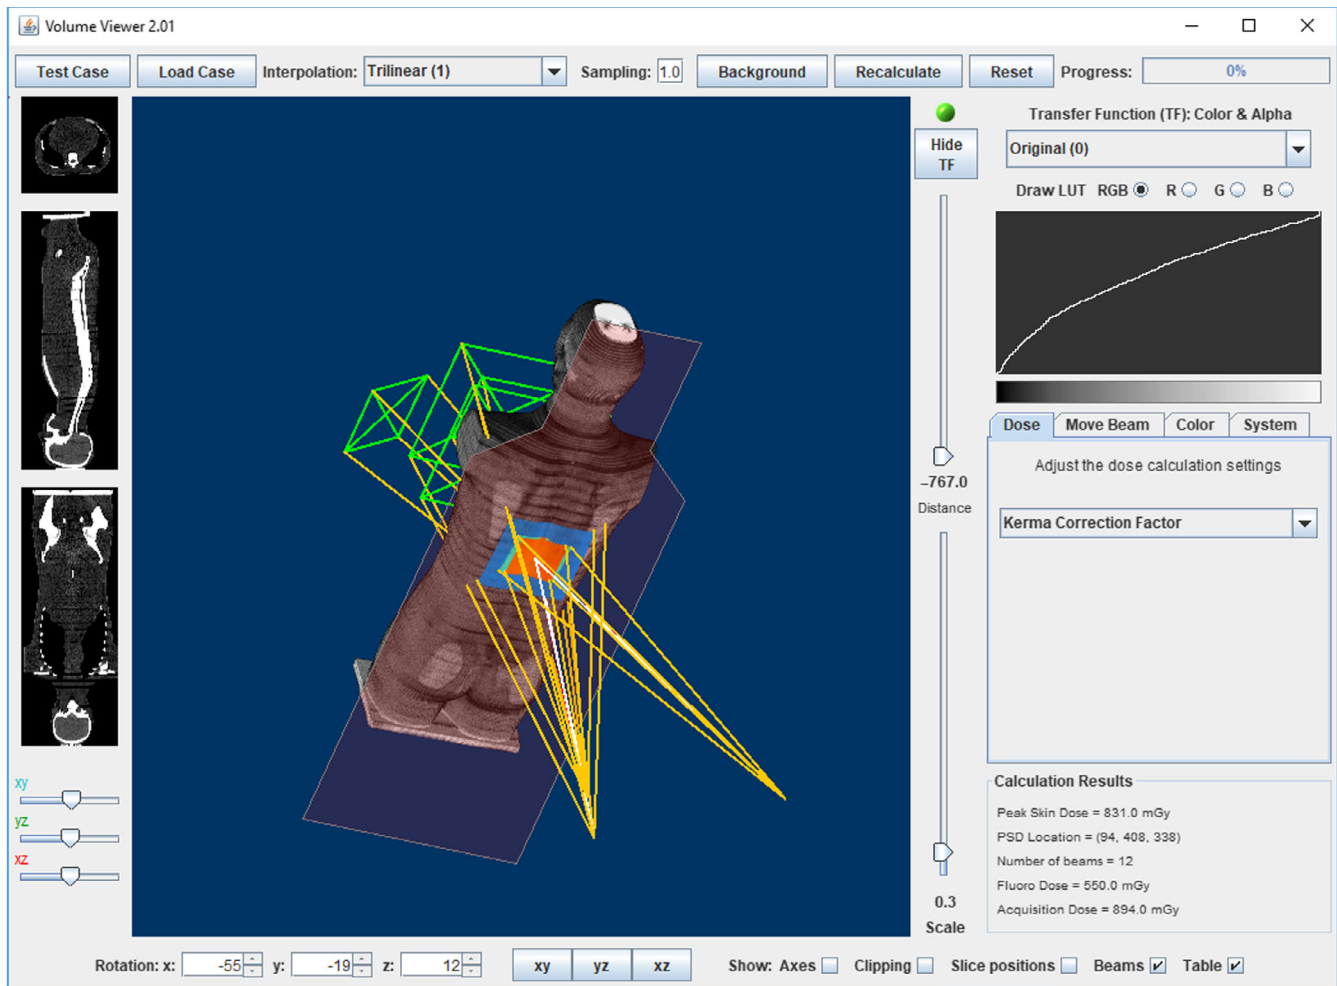 Volume Viewer 2.01
Test Case Load Case Interpolation: Trilinear (1) Sampling: 1.0 Background Recalculate Reset Progress: 0%
Transfer Function (TF): Color & Alpha
Hide
TF
Original (0)
Draw LUT RGB R G B
Dose Move Beam Color System
Adjust the dose calculation settings
-767.0
Distance
Kerma Correction Factor
xy
yz
xz
Calculation Results
Peak Skin Dose = 831.0 mGy
PSD Location = (94, 408, 338)
Number of beams = 12
Fluoro Dose = 550.0 mGy
Acquisition Dose = 894.0 mGy
0.3
Scale
Rotation: x: -55 y: -19 z: 12 xy yz xz Show: Axes Clipping Slice positions Beams Table